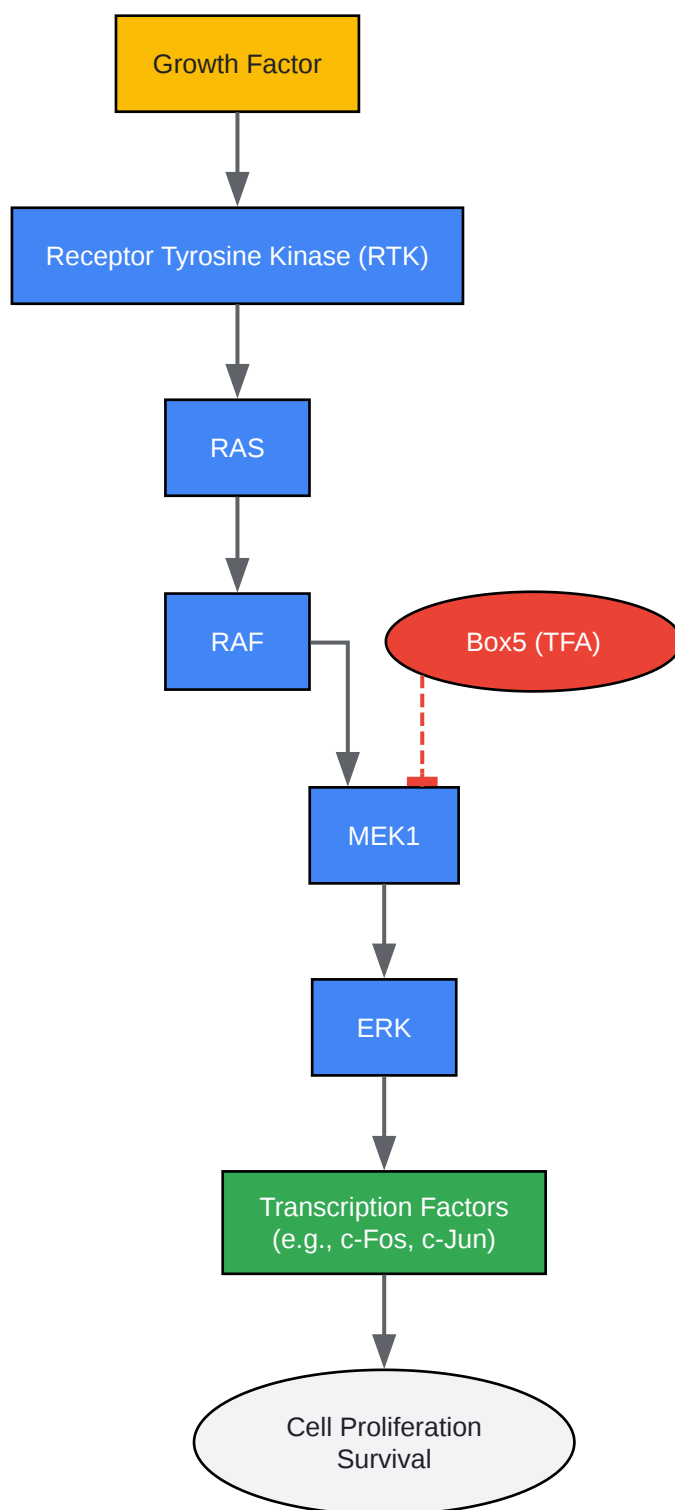 Growth Factor
Receptor Tyrosine Kinase (RTK)
RAS
RAF
Box5 (TFA)
MEK1
ERK
Transcription Factors
(e.g., c-Fos, c-Jun)
Cell Proliferation
Survival